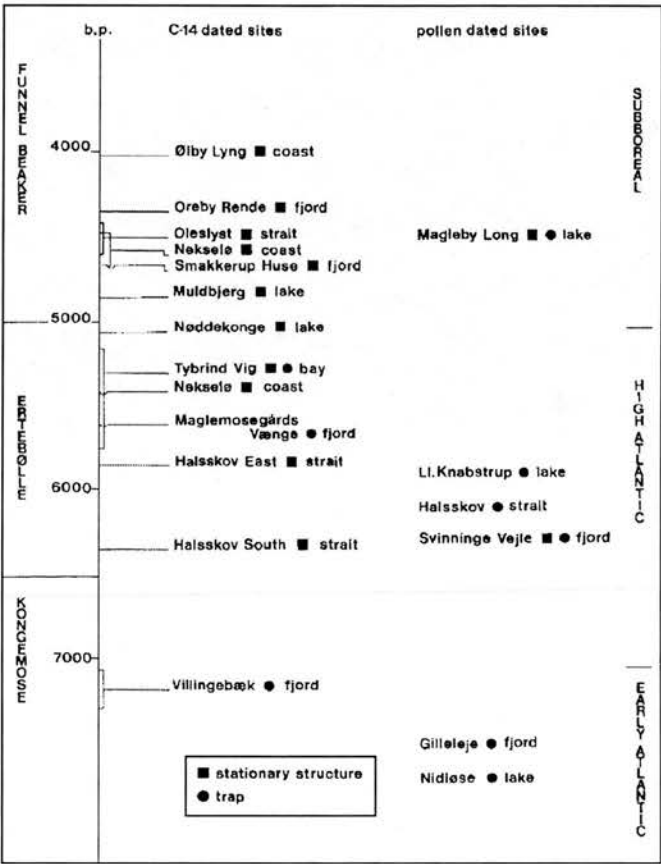 b.p. C-14 dated sites pollen dated sites
FUNNEL BEAKER
SUBBOREAL
4000
Ølby Lyng ■ coast
Oreby Rende ■ fjord
Oleslyst ■ strait
Magleby Long ■ ● lake
Nekselø ■ coast
Smakkerup Huse ■ fjord
Muldbjerg ■ lake
5000
Nøddekonge ■ lake
ERTEBØLLE
HIGH ATLANTIC
Tybrind Vig ■ ● bay
Nekselø ■ coast
Maglemosegårds
Vænge ● fjord
Halsskov East ■ strait
Ll.Knabstrup ● lake
6000
Halsskov ● strait
Halsskov South ■ strait
Svinninge Vejle ■ ● fjord
KONGEMOSE
7000
EARLY ATLANTIC
Villingebæk ● fjord
Gilleleje ● fjord
Nidløse ● lake
■ stationary structure
● trap